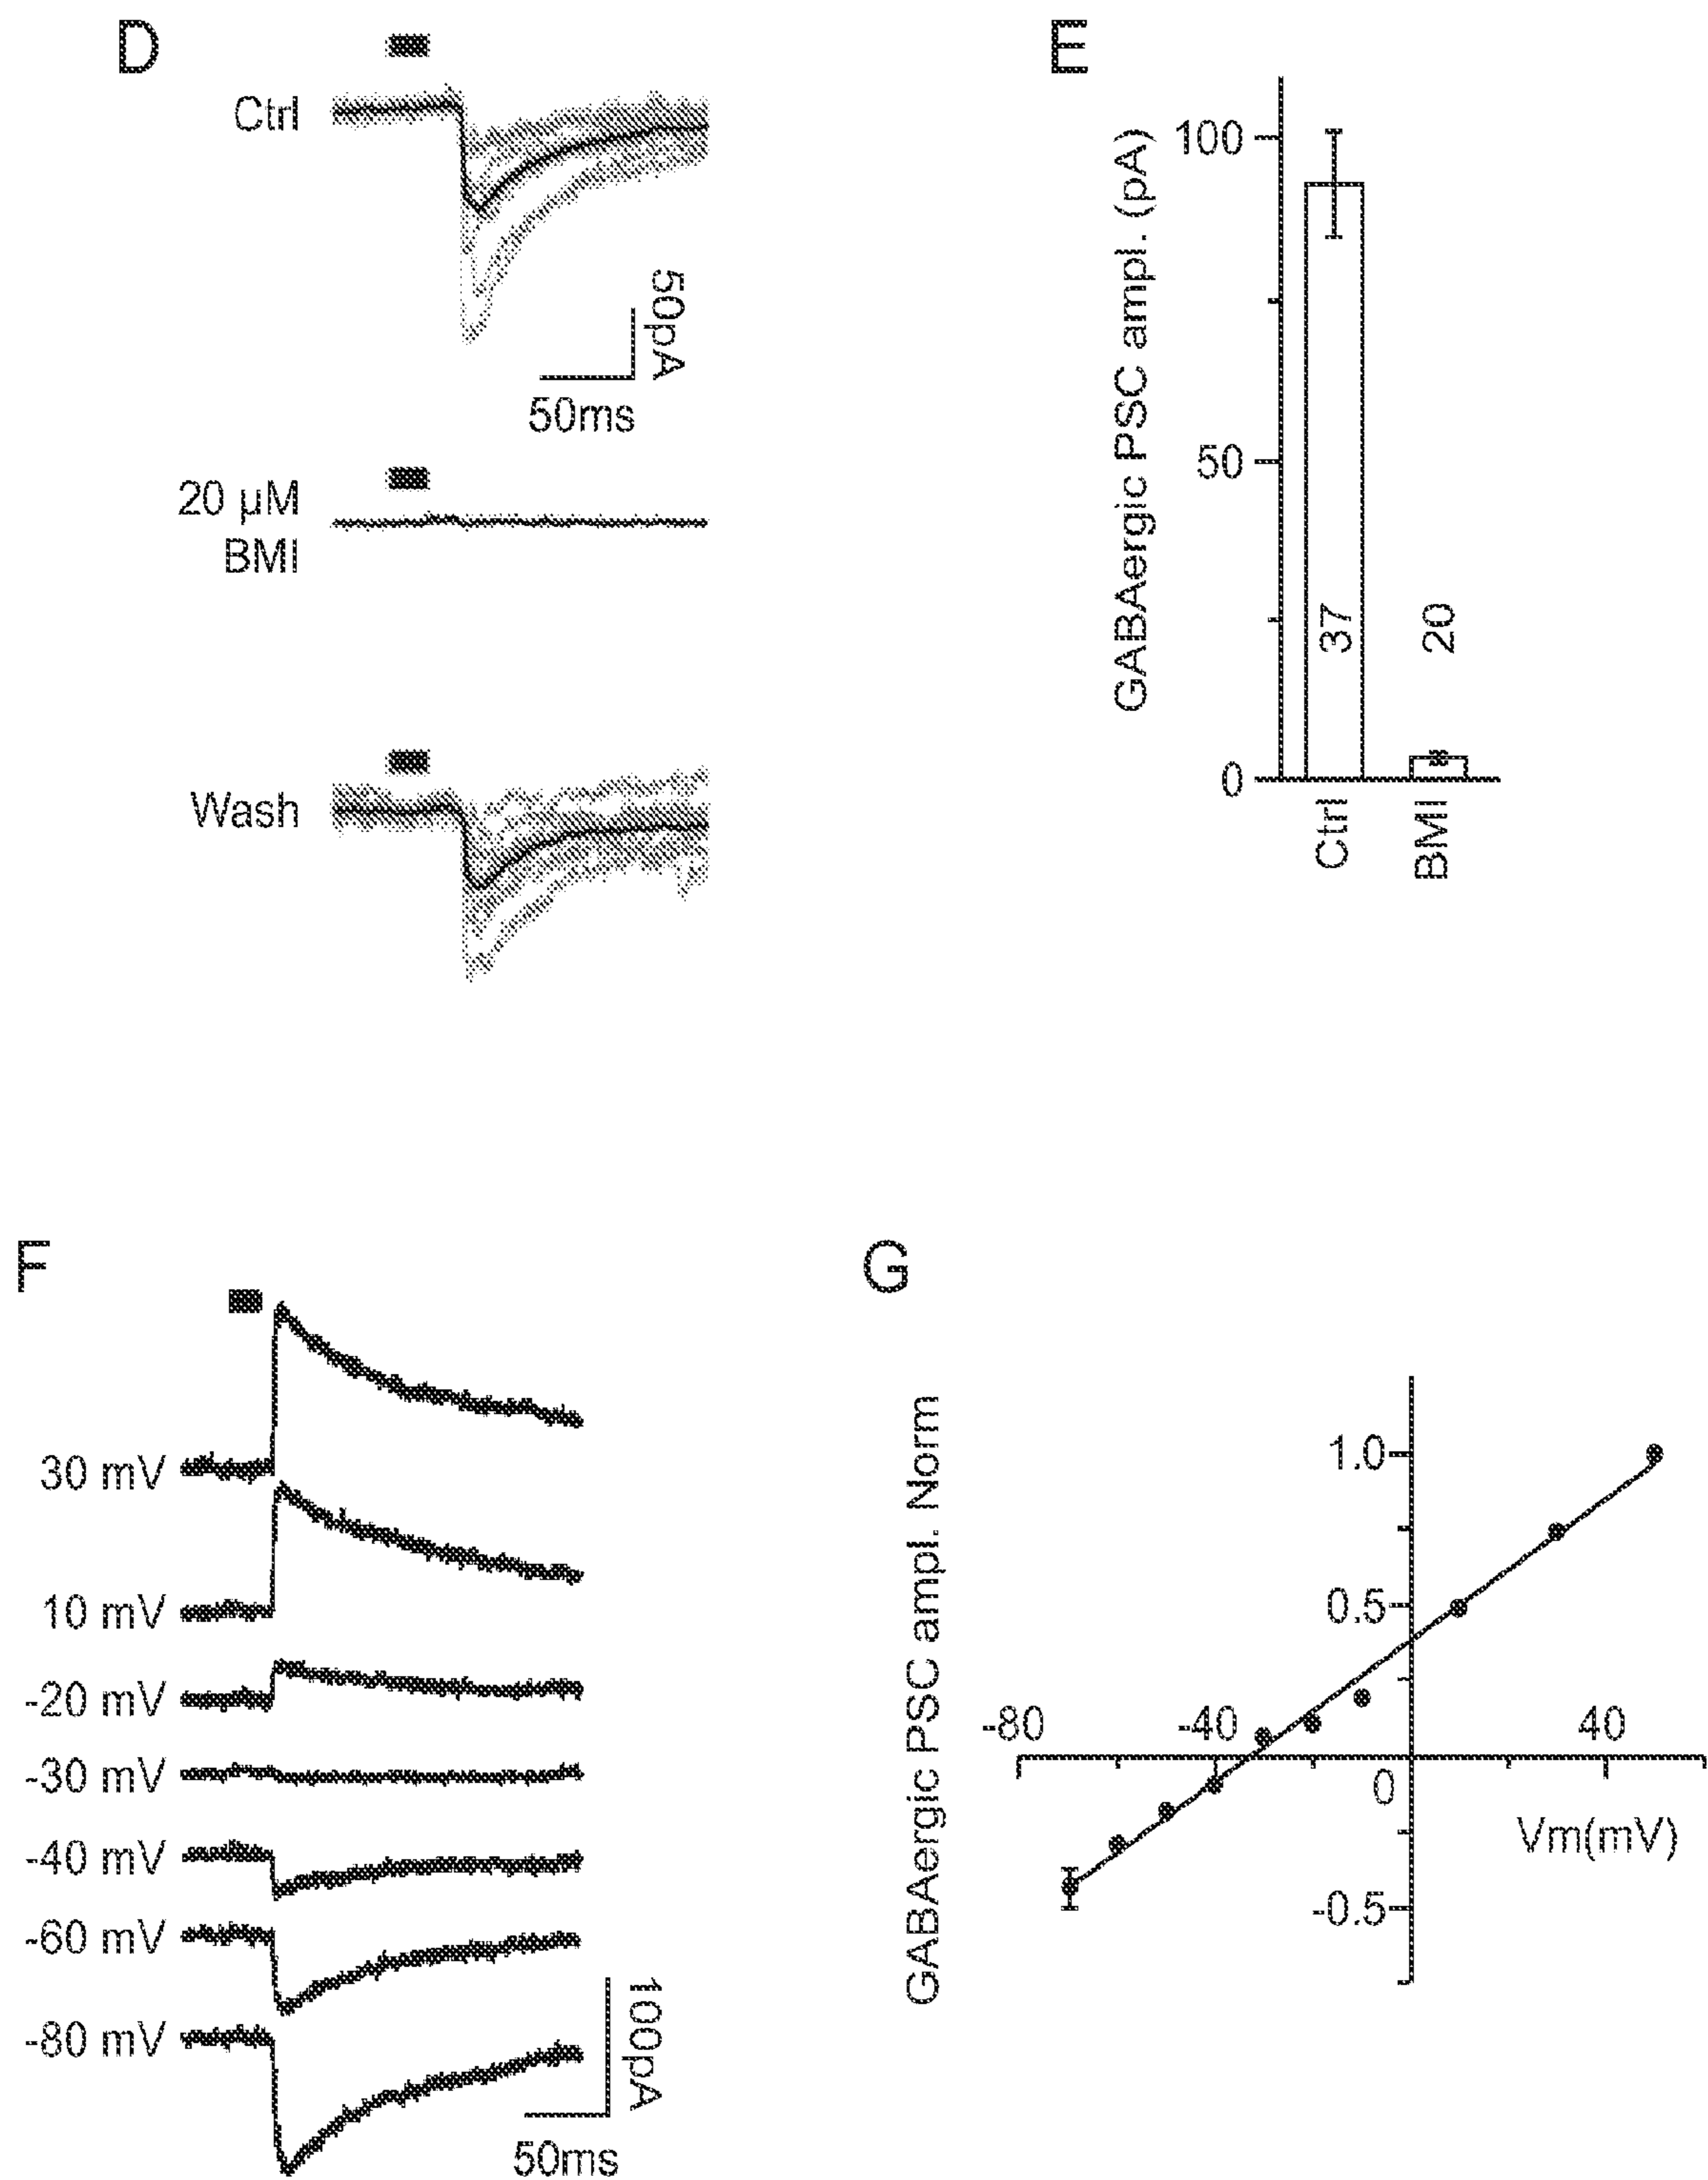 D
Ctrl
50pA
50ms
20 µM
BMI
Wash
E
GABAergic PSC ampl. (pA)
100
50
0
37
20
Ctrl
BMI
F
30 mV
10 mV
-20 mV
-30 mV
-40 mV
-60 mV
-80 mV
100pA
50ms
G
GABAergic PSC ampl. Norm
1.0
0.5
-80
-40
40
0
Vm(mV)
-0.5